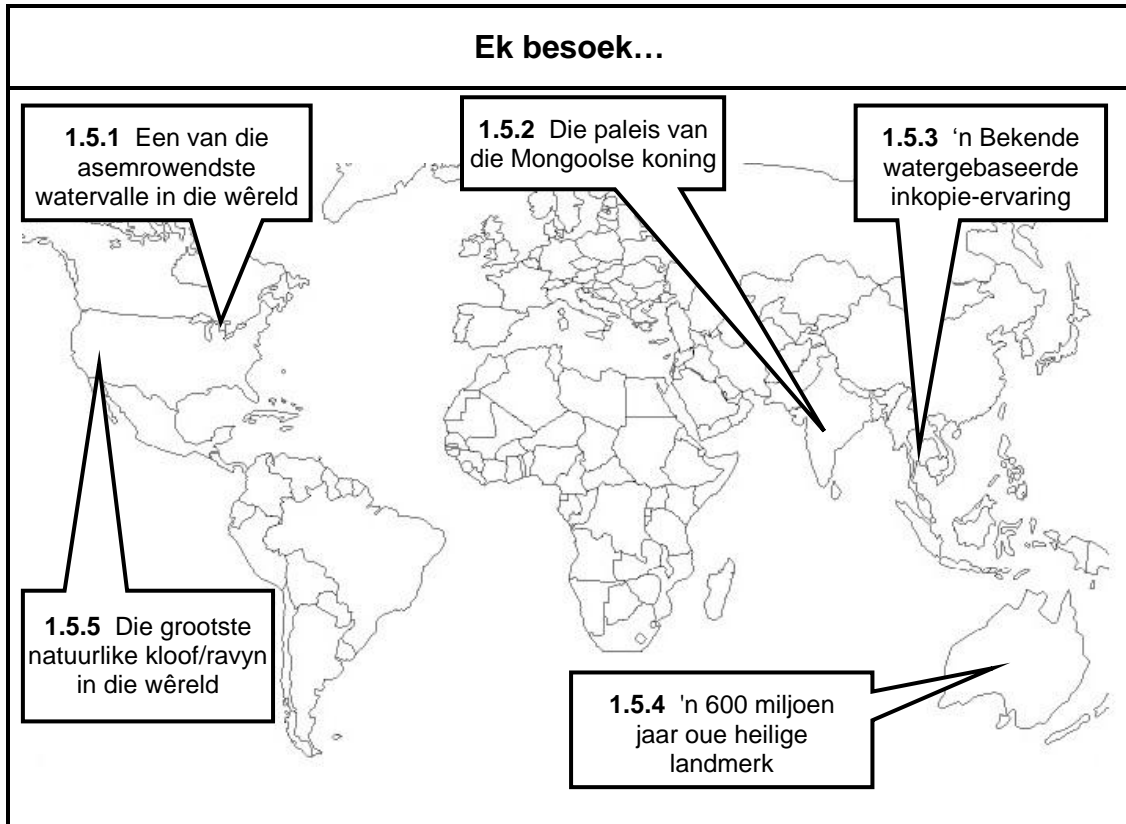 Ek besoek…
1.5.1 Een van die
asemrowendste
watervalle in die wêreld
1.5.2 Die paleis van
die Mongoolse koning
1.5.3 ‘n Bekende
watergebaseerde
inkopie-ervaring
1.5.5 Die grootste
natuurlike kloof/ravyn
in die wêreld
1.5.4 'n 600 miljoen
jaar oue heilige
landmerk